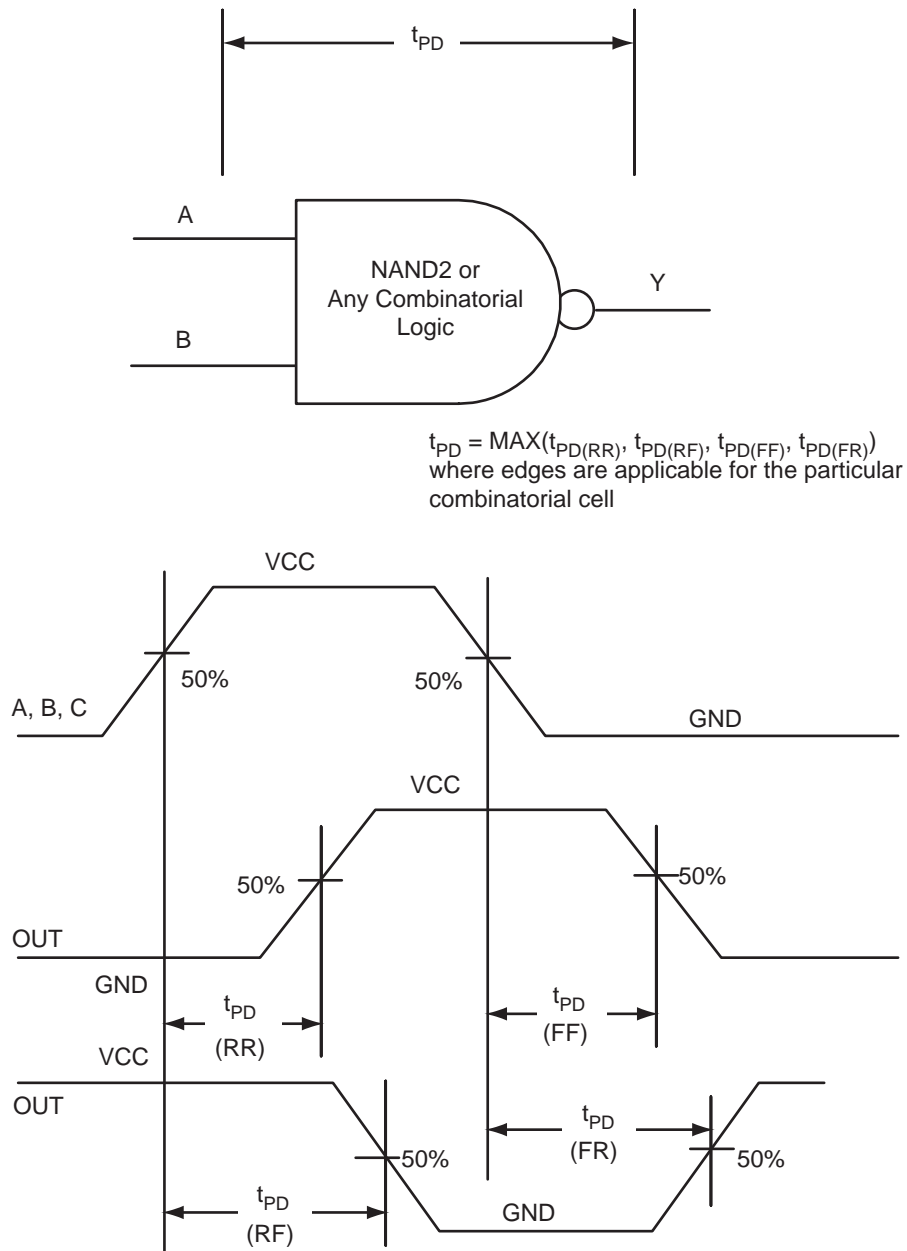 tPD
A
NAND2 or
Any Combinatorial
Logic
Y
B
tPD = MAX(tPD(RR), tPD(RF), tPD(FF), tPD(FR))
where edges are applicable for the particular
combinatorial cell
VCC
50%
50%
A, B, C
GND
VCC
50%
50%
OUT
GND
tPD
(RR)
tPD
(FF)
VCC
OUT
tPD
(FR)
50%
50%
tPD
(RF)
GND